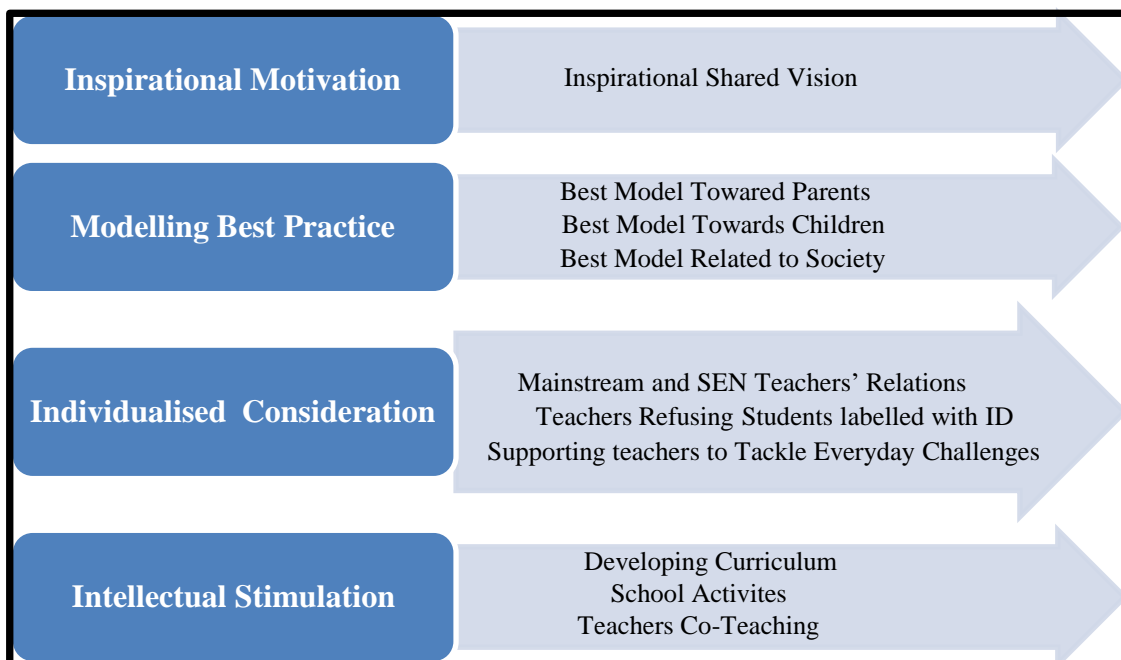 Inspirational Motivation
Inspirational Shared Vision
Modelling Best Practice
Best Model Towared Parents
Best Model Towards Children
Best Model Related to Society
Individualised Consideration
Mainstream and SEN Teachers’ Relations
Teachers Refusing Students labelled with ID
Supporting teachers to Tackle Everyday Challenges
Intellectual Stimulation
Developing Curriculum
School Activites
Teachers Co-Teaching